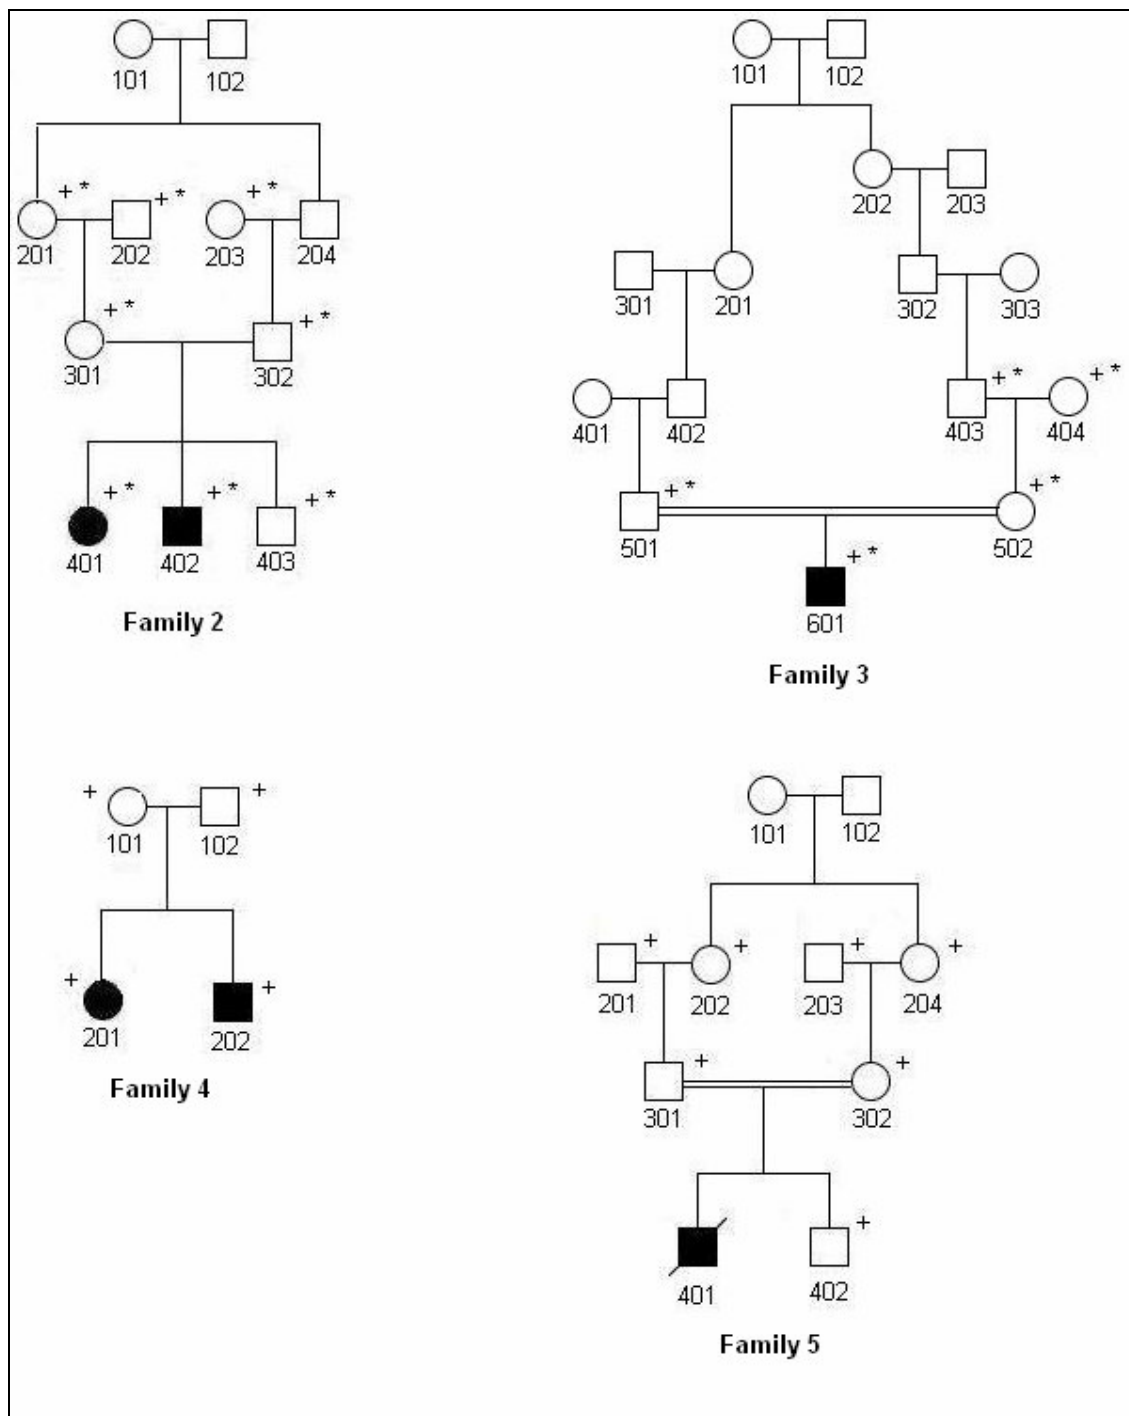 101 102
+ * + * + *
201 202 203 204
+ * + *
301 302
+ * + * + *
401 402 403
Family 2
101 102
202 203
301 201 302 303
+ * + *
401 402 403 404
+ * + *
501 502
+ *
601
Family 3
+ +
101 102
+ +
201 202
Family 4
101 102
+ + + +
201 202 203 204
+ +
301 302
+
401 402
Family 5